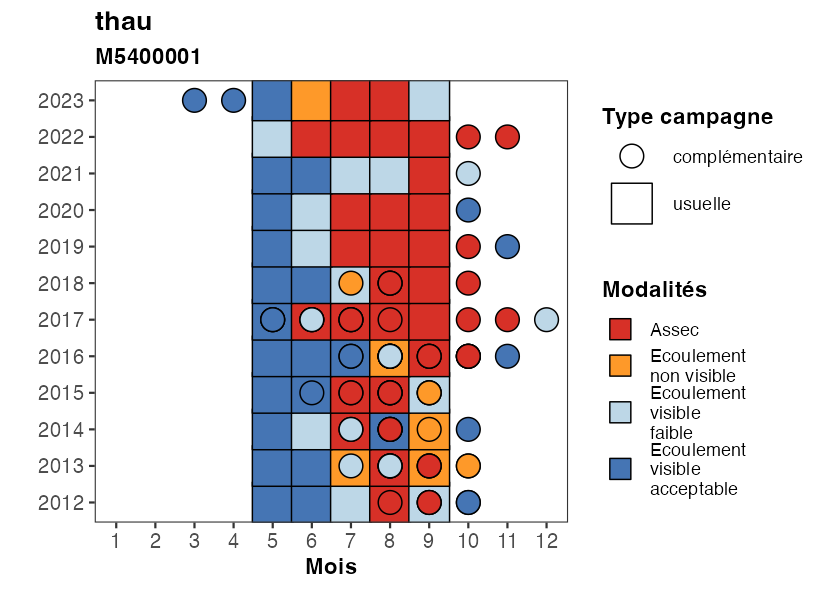 thau
M5400001
2023
2022
2021
2020
2019
2018
2017
2016
2015
2014
2013
2012
1 2 3 4 5 6 7 8 9 10 11 12
Mois
Type campagne
complémentaire
usuelle
Modalités
Assec
Ecoulement
non visible
Ecoulement
visible
faible
Ecoulement
visible
acceptable